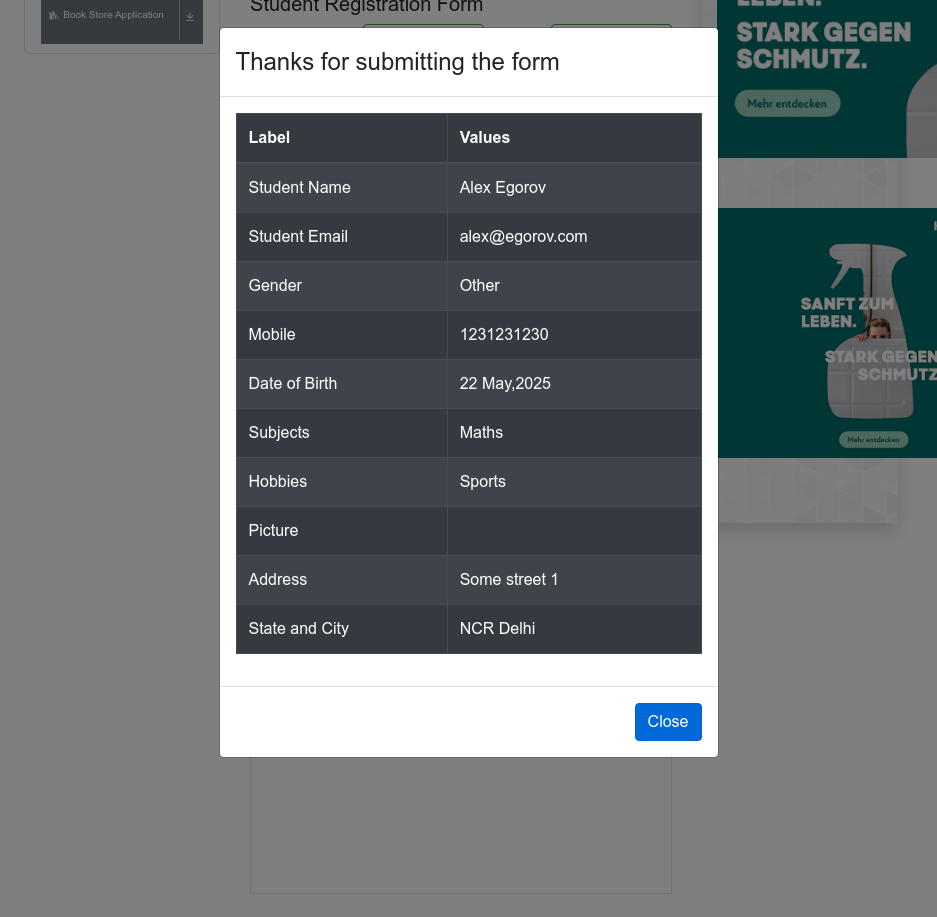 Book Store Application
Student Registration Form
LEBEN.
STARK GEGEN
SCHMUTZ.
Mehr entdecken
Thanks for submitting the form
Label Values
Student Name Alex Egorov
Student Email alex@egorov.com
Gender Other
Mobile 1231231230
Date of Birth 22 May,2025
Subjects Maths
Hobbies Sports
Picture
Address Some street 1
State and City NCR Delhi
Close
SANFT ZUM
LEBEN.
STARK GEGEN
SCHMUTZ
Mehr entdecken